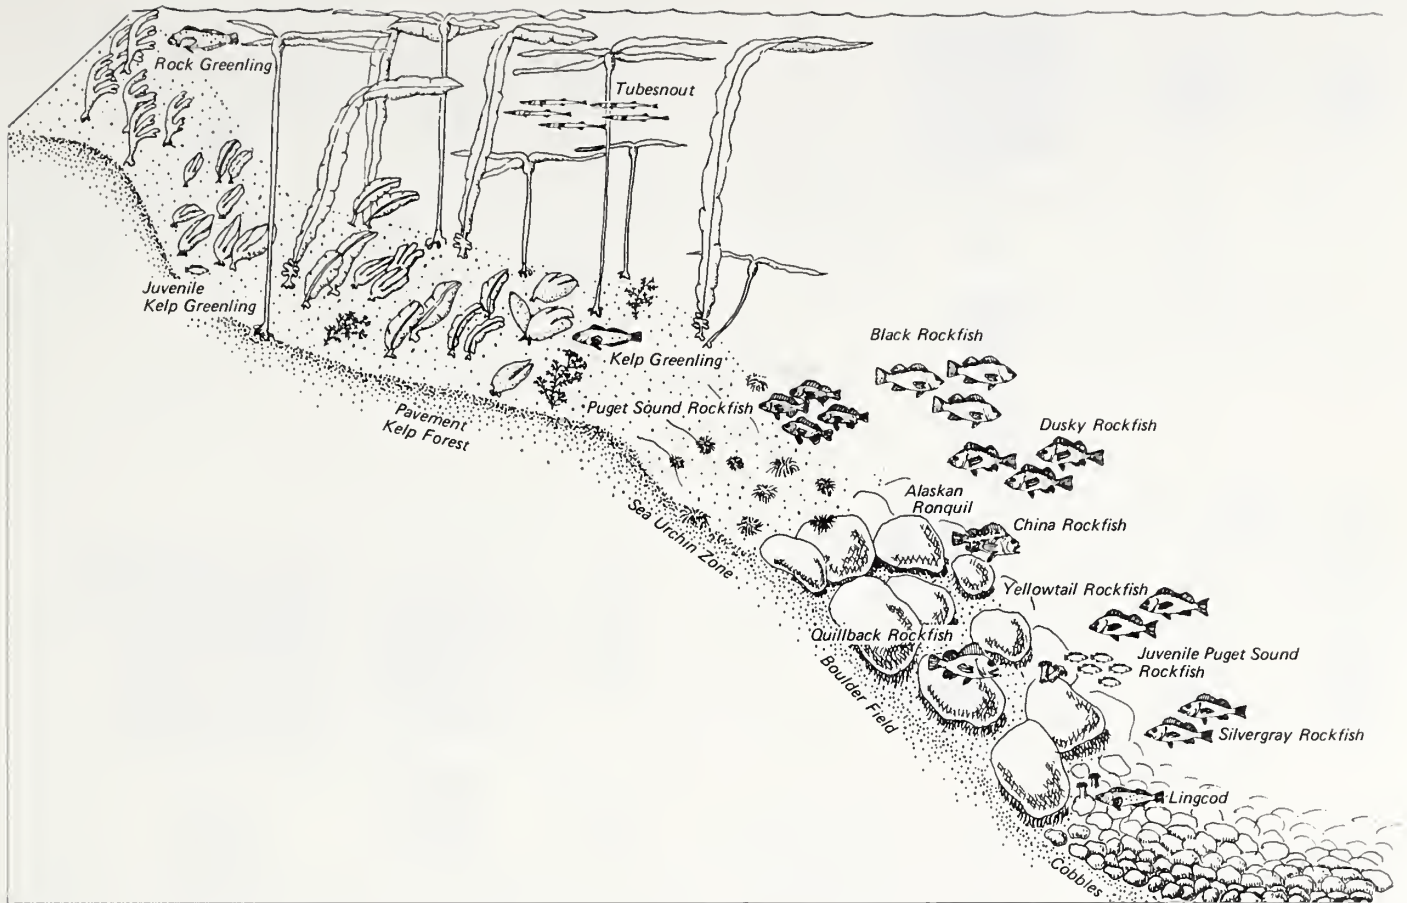 Rock Greenling
Tubesnout
Juvenile
Kelp Greenling
Black Rockfish
Kelp Greenling
Puget Sound Rockfish
Pavement
Kelp Forest
Dusky Rockfish
Alaskan
Ronquil
Sea Urchin Zone
China Rockfish
Yellowtail Rockfish
Quillback Rockfish
Juvenile Puget Sound
Rockfish
Boulder Field
Silvergray Rockfish
Lingcod
Cobbles